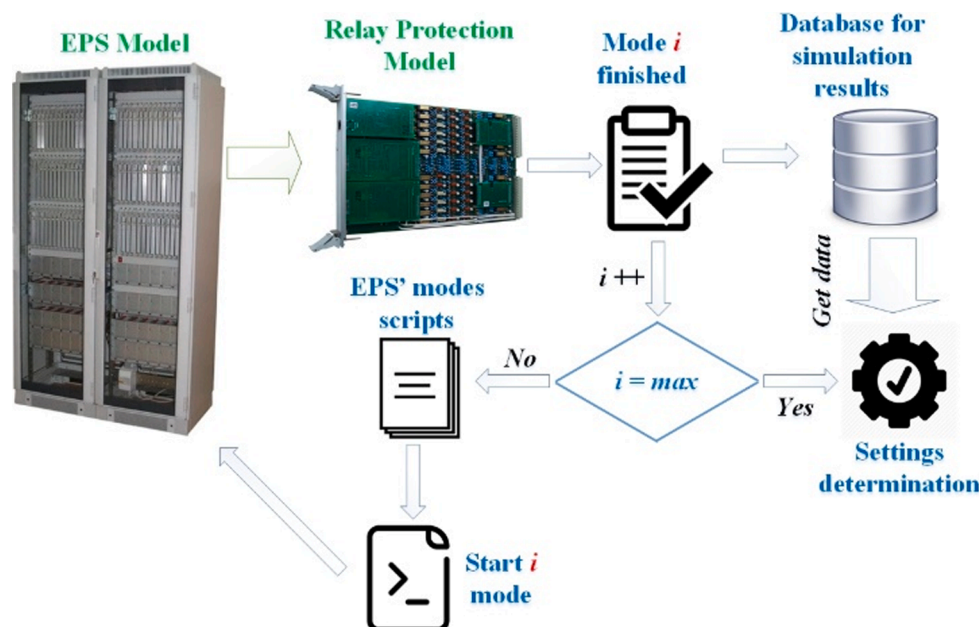 EPS Model
Relay Protection
Model
Mode i
finished
Database for
simulation
results
i ++
Get data
EPS' modes
scripts
No
i = max
Yes
Settings
determination
Start i
mode